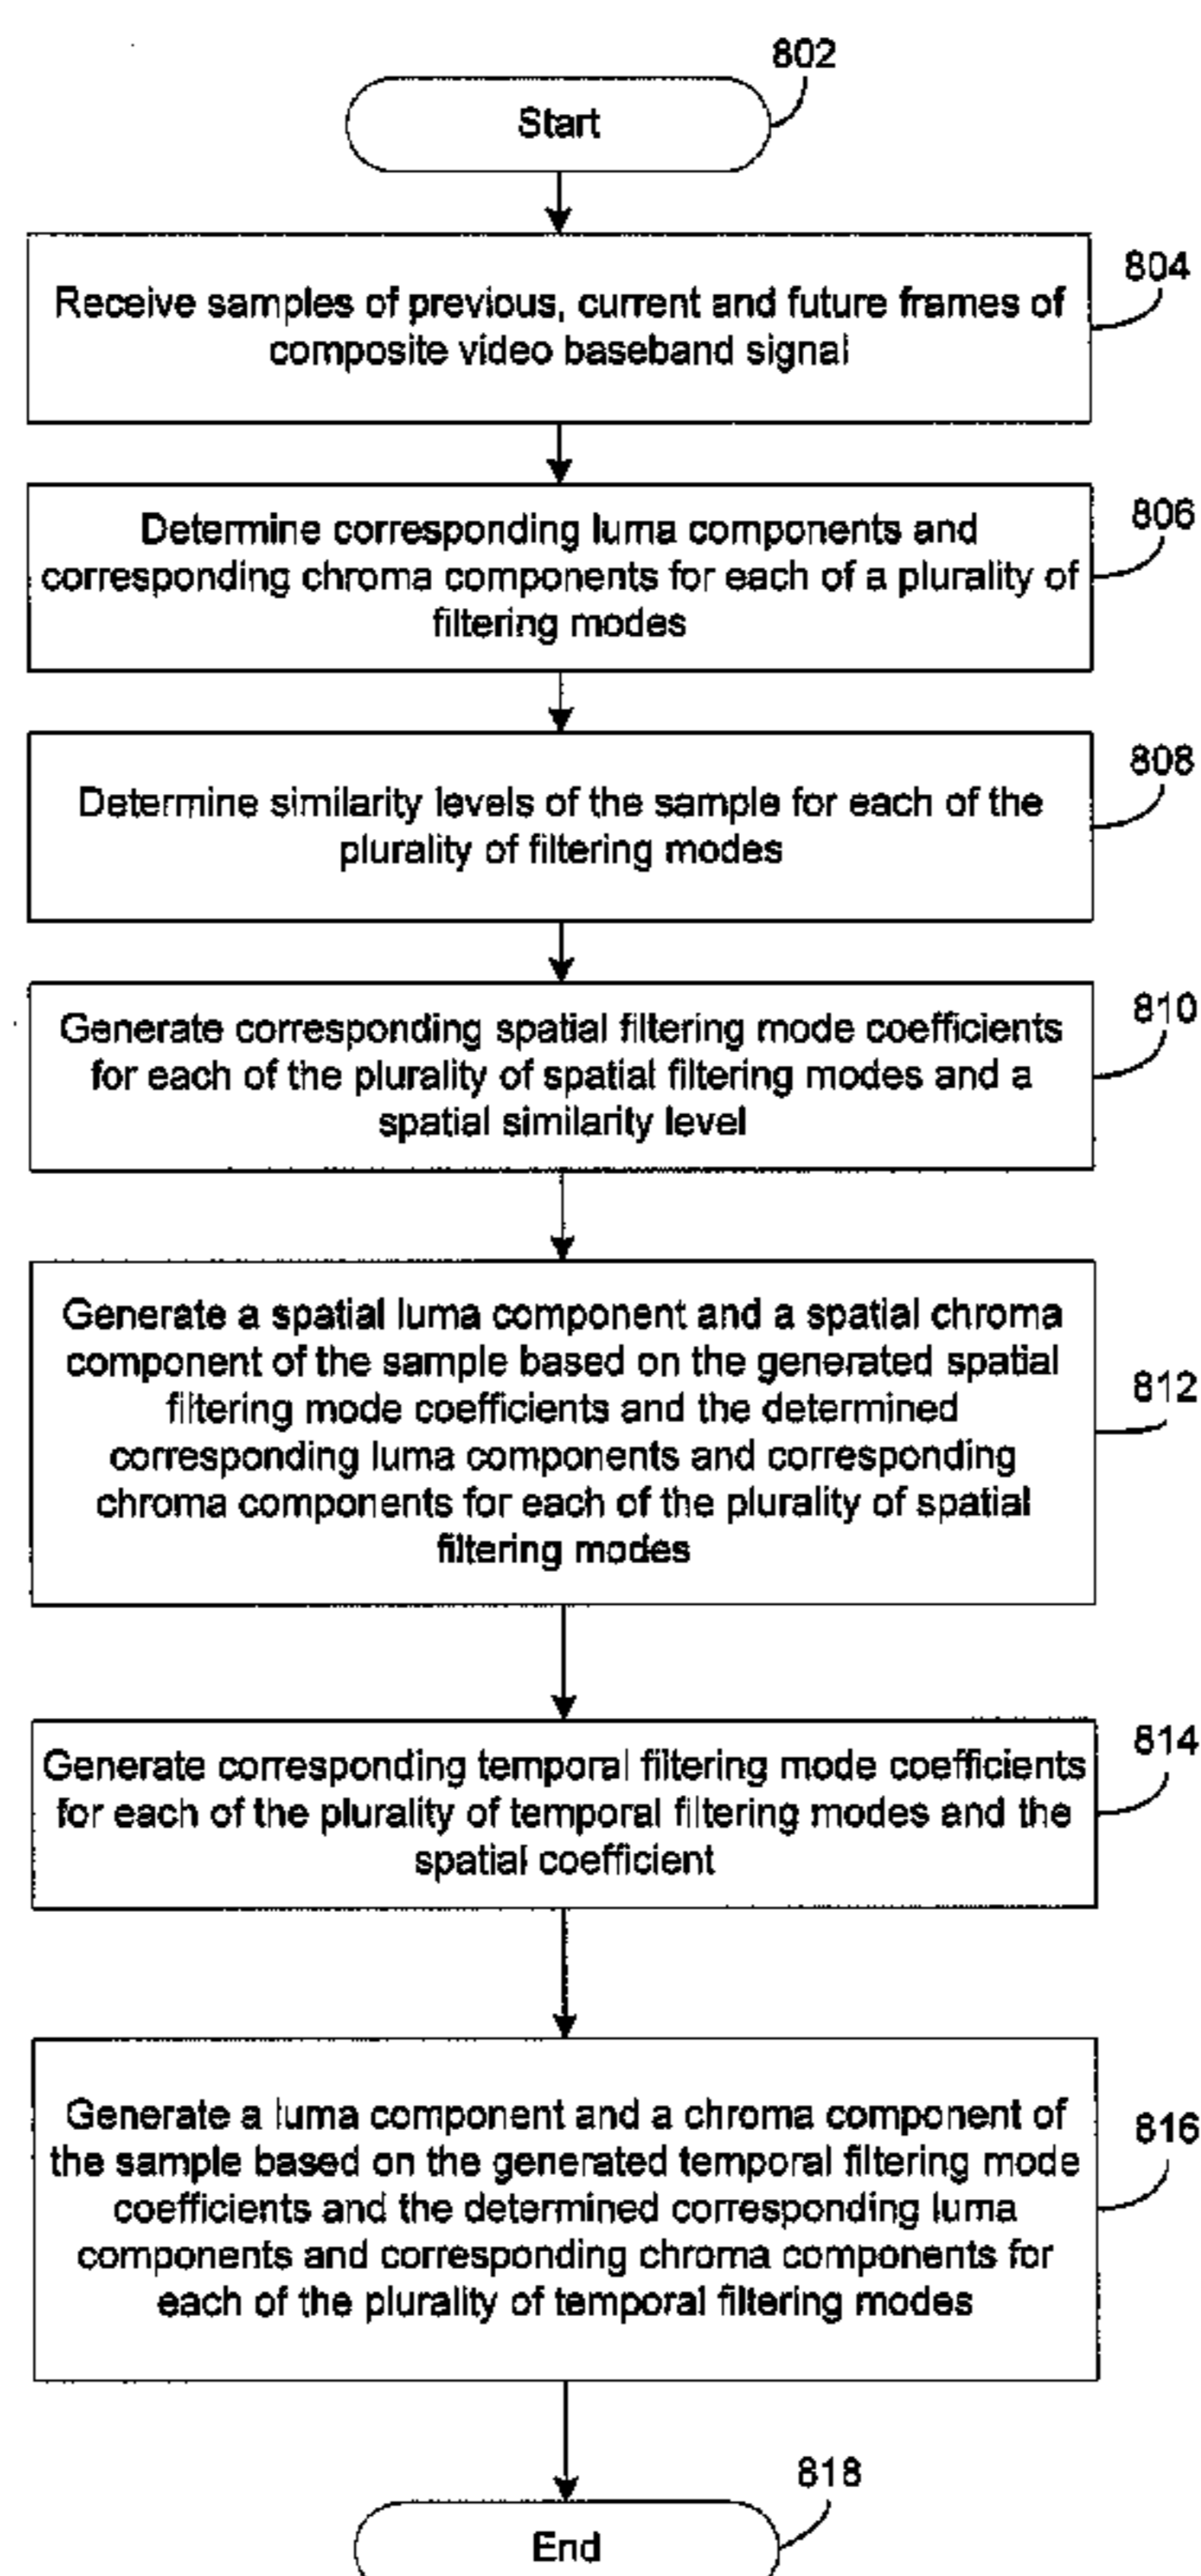 802
Start
804
Receive samples of previous, current and future frames of
composite video baseband signal
806
Determine corresponding luma components and
corresponding chroma components for each of a plurality of
filtering modes
808
Determine similarity levels of the sample for each of the
plurality of filtering modes
810
Generate corresponding spatial filtering mode coefficients
for each of the plurality of spatial filtering modes and a
spatial similarity level
812
Generate a spatial luma component and a spatial chroma
component of the sample based on the generated spatial
filtering mode coefficients and the determined
corresponding luma components and corresponding
chroma components for each of the plurality of spatial
filtering modes
814
Generate corresponding temporal filtering mode coefficients
for each of the plurality of temporal filtering modes and the
spatial coefficient
816
Generate a luma component and a chroma component of
the sample based on the generated temporal filtering mode
coefficients and the determined corresponding luma
components and corresponding chroma components for
each of the plurality of temporal filtering modes
818
End